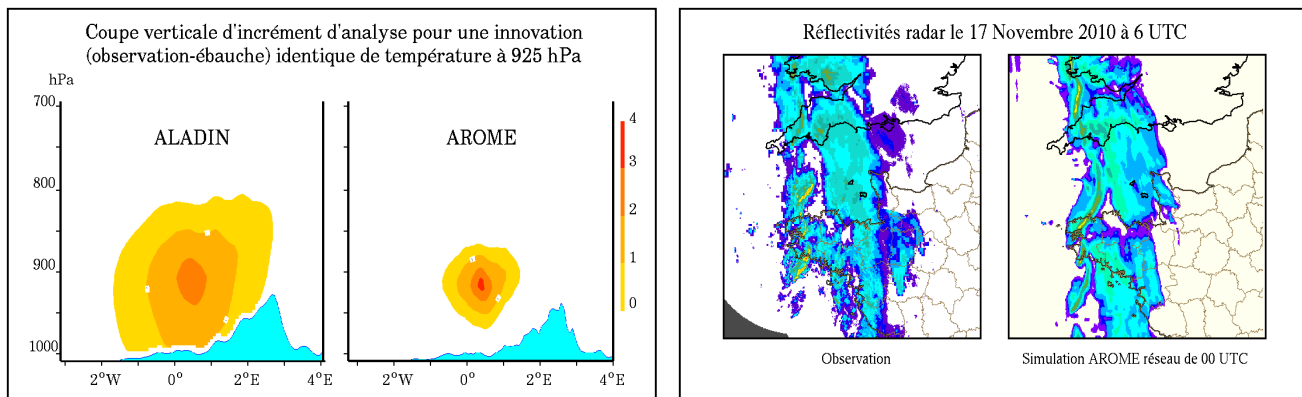 Coupe verticale d'incrément d'analyse pour une innovation
(observation-ébauche) identique de température à 925 hPa
hPa
700
800
900
1000
ALADIN
AROME
4
3
2
1
0
2°W 0° 2°E 4°E
2°W 0° 2°E 4°E
Réflectivités radar le 17 Novembre 2010 à 6 UTC
Observation
Simulation AROME réseau de 00 UTC